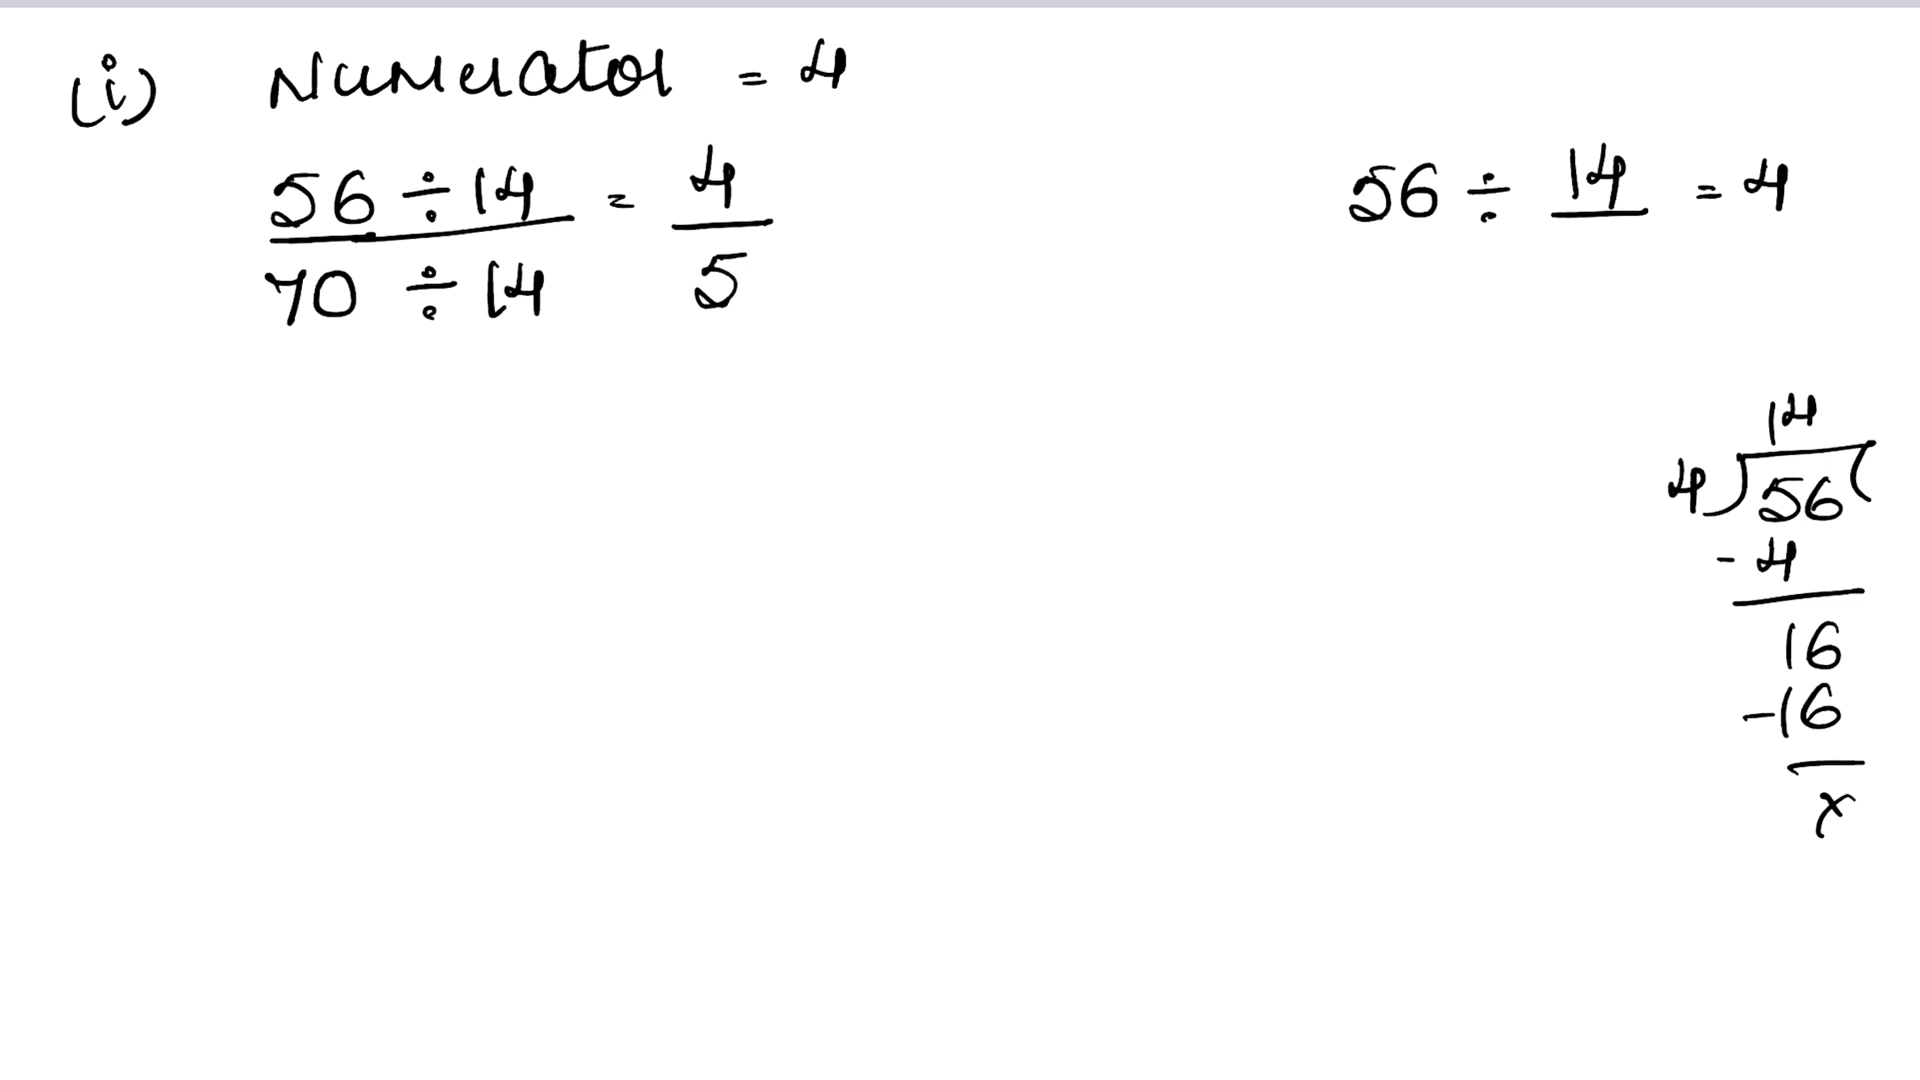 (i) Numerator = 4
56 ÷ 14 = 4
70 ÷ 14 5
56 ÷ 14 = 4
14
4)56(
- 4
16
-16
x